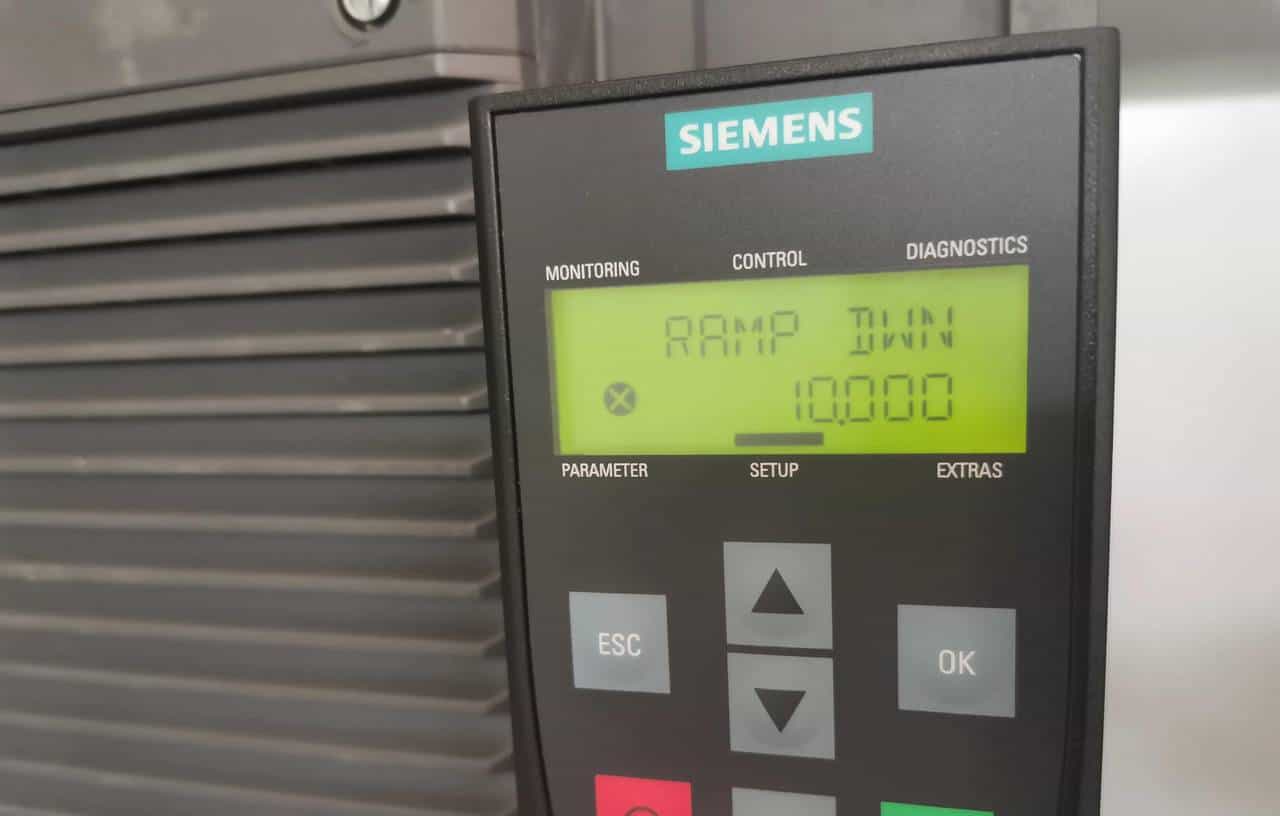 SIEMENS
MONITORING CONTROL DIAGNOSTICS
RAMP DWN
10.000
PARAMETER SETUP EXTRAS
ESC
OK